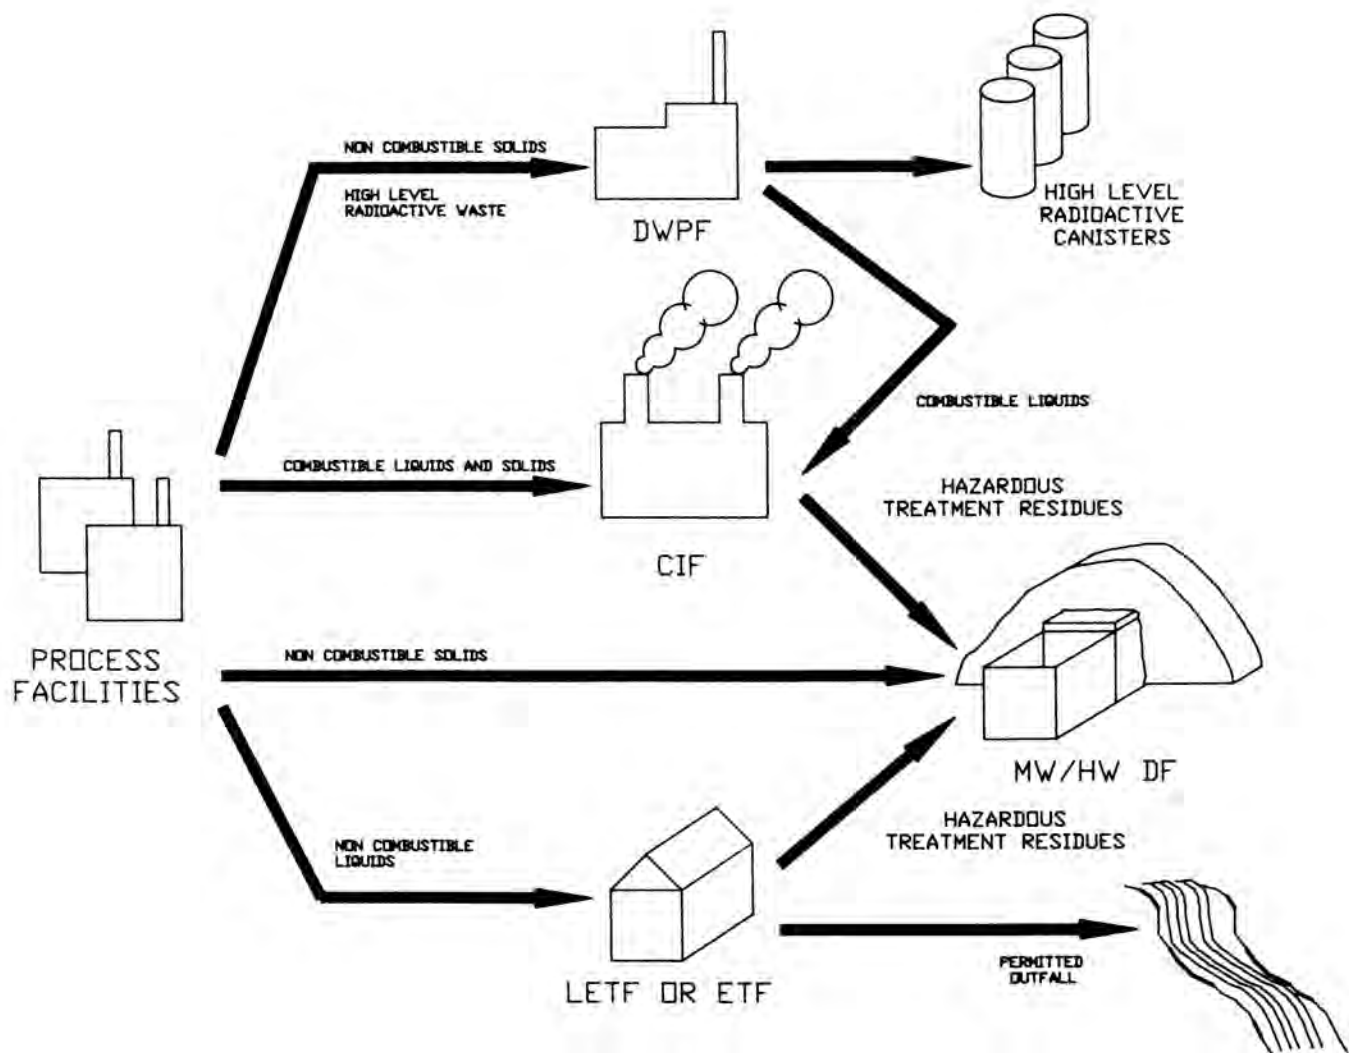 NON COMBUSTIBLE SOLIDS
HIGH LEVEL
RADIOACTIVE WASTE
DWPF
HIGH LEVEL
RADIOACTIVE
CANISTERS
COMBUSTIBLE LIQUIDS
COMBUSTIBLE LIQUIDS AND SOLIDS
CIF
HAZARDOUS
TREATMENT RESIDUES
PROCESS
FACILITIES
NON COMBUSTIBLE SOLIDS
MW/HW DF
NON COMBUSTIBLE
LIQUIDS
HAZARDOUS
TREATMENT RESIDUES
LETF OR ETF
PERMITTED
OUTFALL